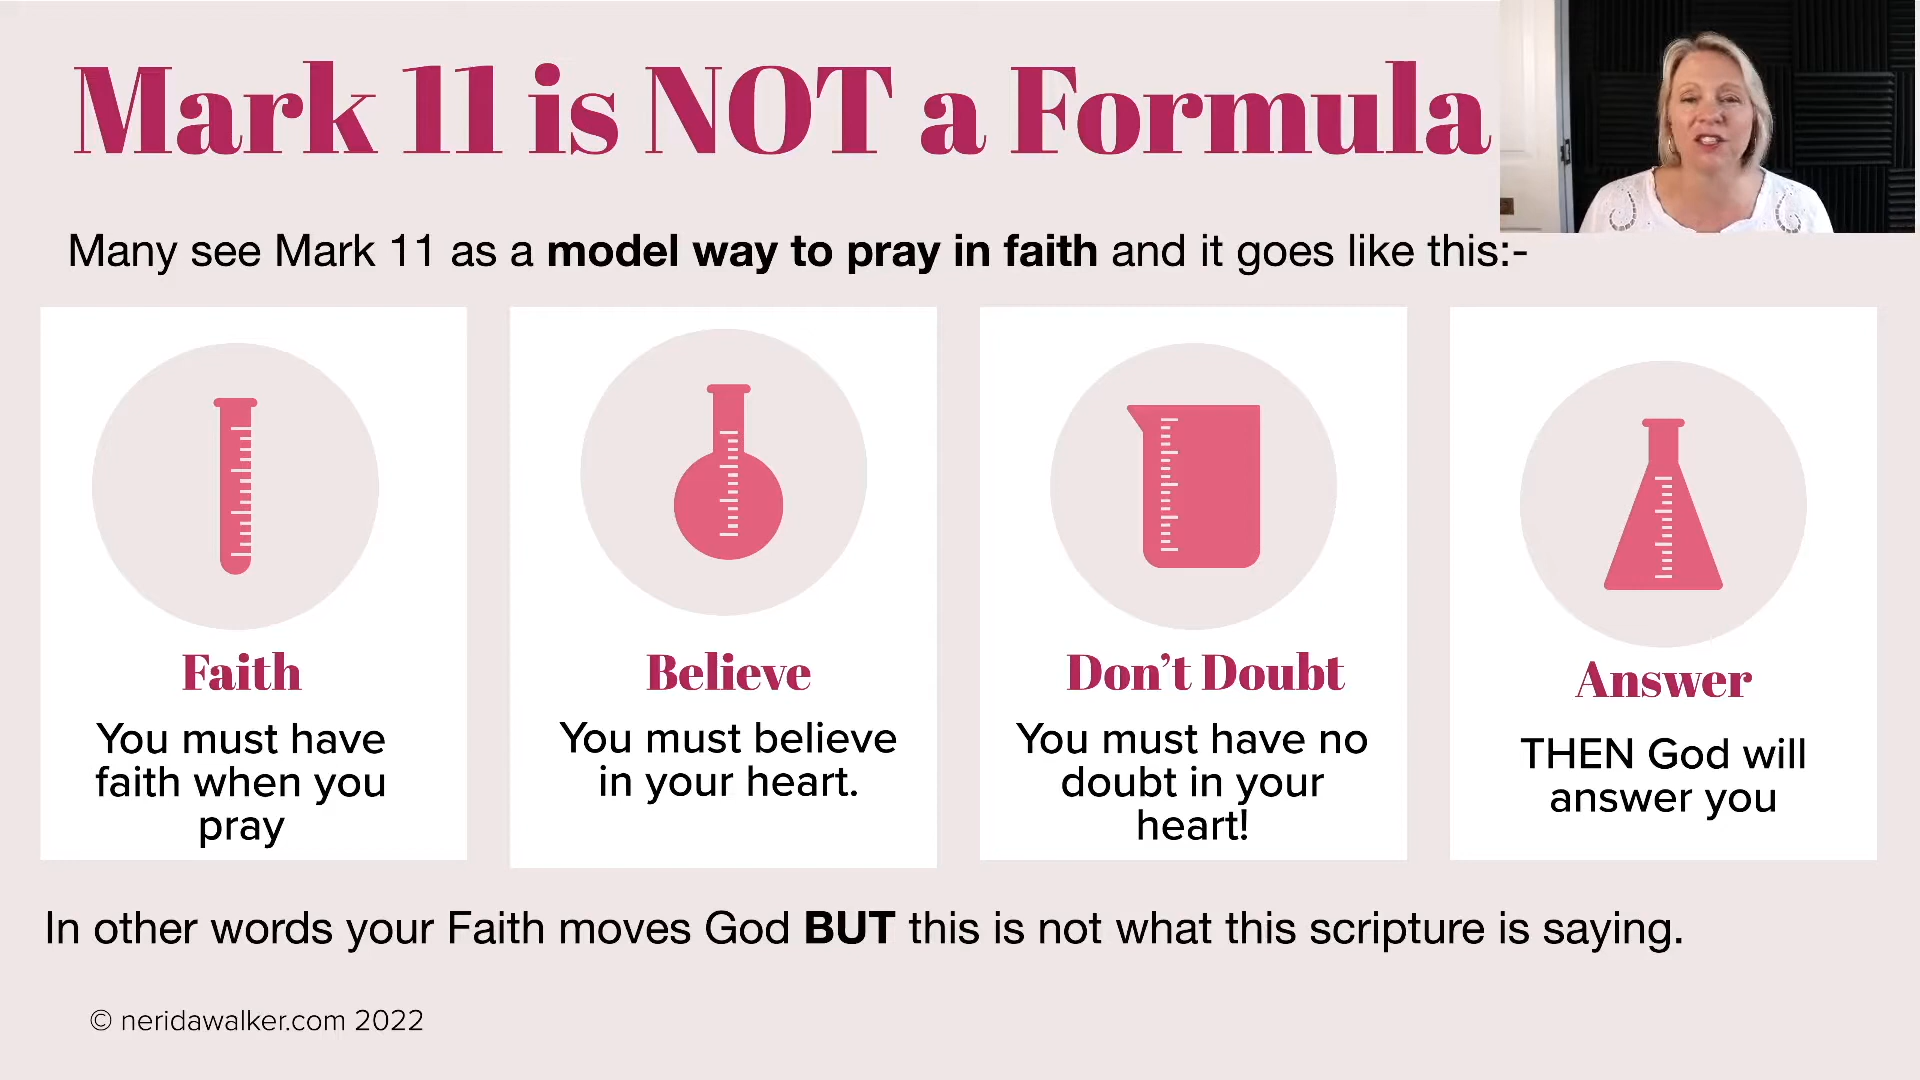 Mark 11 is NOT a Formula
Many see Mark 11 as a model way to pray in faith and it goes like this:-
Faith
You must have
faith when you
pray
Believe
You must believe
in your heart.
Don't Doubt
You must have no
doubt in your
heart!
Answer
THEN God will
answer you
In other words your Faith moves God BUT this is not what this scripture is saying.
© neridawalker.com 2022